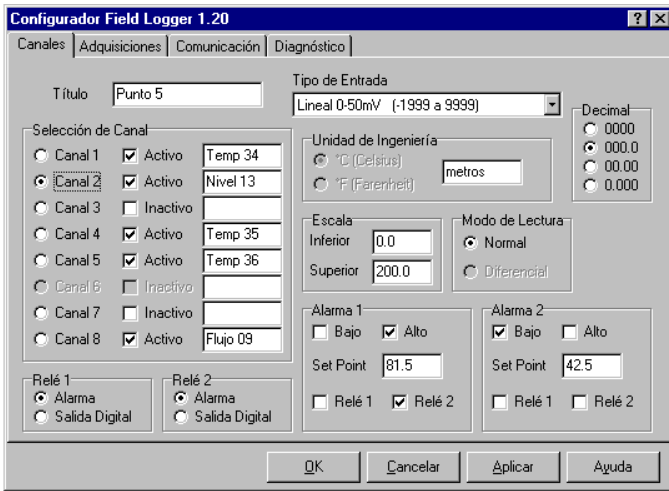 Configurador Field Logger 1.20
Canales Adquisiciones Comunicación Diagnóstico
Título Punto 5
Tipo de Entrada
Lineal 0-50mV (-1999 a 9999)
Decimal
0000
000.0
00.00
0.000
Selección de Canal
Canal 1 Activo Temp 34
Canal 2 Activo Nivel 13
Canal 3 Inactivo
Canal 4 Activo Temp 35
Canal 5 Activo Temp 36
Canal 6 Inactivo
Canal 7 Inactivo
Canal 8 Activo Flujo 09
Unidad de Ingeniería
°C (Celsius)
°F (Farenheit)
metros
Escala
Inferior 0.0
Superior 200.0
Modo de Lectura
Normal
Diferencial
Alarma 1
Bajo Alto
Set Point 81.5
Relé 1 Relé 2
Alarma 2
Bajo Alto
Set Point 42.5
Relé 1 Relé 2
Relé 1
Alarma
Salida Digital
Relé 2
Alarma
Salida Digital
OK Cancelar Aplicar Ayuda